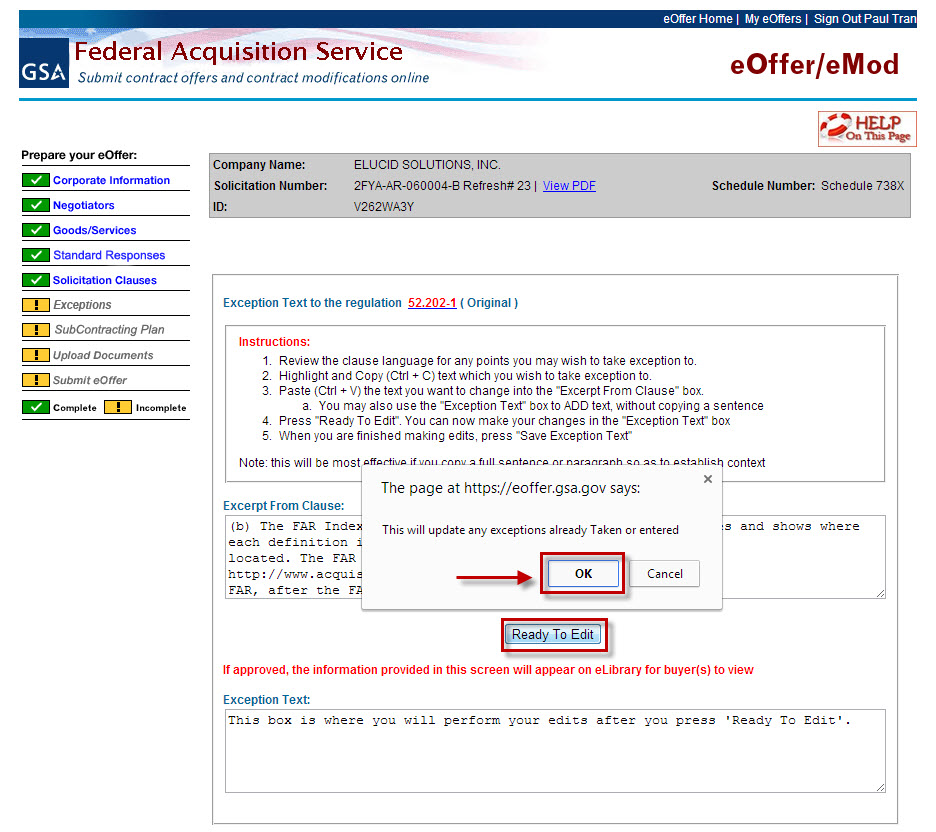 eOffer Home | My eOffers | Sign Out Paul Tran
GSA
Federal Acquisition Service
Submit contract offers and contract modifications online
eOffer/eMod
HELP
On This Page
Prepare your eOffer:
Corporate Information
Negotiators
Goods/Services
Standard Responses
Solicitation Clauses
Exceptions
SubContracting Plan
Upload Documents
Submit eOffer
Complete ! Incomplete
Company Name: ELUCID SOLUTIONS, INC.
Solicitation Number: 2FYA-AR-060004-B Refresh# 23 | View PDF Schedule Number: Schedule 738X
ID: V262WA3Y
Exception Text to the regulation 52.202-1 ( Original )
Instructions:
1. Review the clause language for any points you may wish to take exception to.
2. Highlight and Copy (Ctrl + C) text which you wish to take exception to.
3. Paste (Ctrl + V) the text you want to change into the "Excerpt From Clause" box.
a. You may also use the "Exception Text" box to ADD text, without copying a sentence
4. Press "Ready To Edit". You can now make your changes in the "Exception Text" box
5. When you are finished making edits, press "Save Exception Text"
Note: this will be most effective if you copy a full sentence or paragraph so as to establish context
The page at https://eoffer.gsa.gov says:
This will update any exceptions already Taken or entered
OK Cancel
Excerpt From Clause:
(b) The FAR Index and shows where
each definition
located. The FAR
http://www.acquis
FAR, after the FA
Ready To Edit
If approved, the information provided in this screen will appear on eLibrary for buyer(s) to view
Exception Text:
This box is where you will perform your edits after you press 'Ready To Edit'.